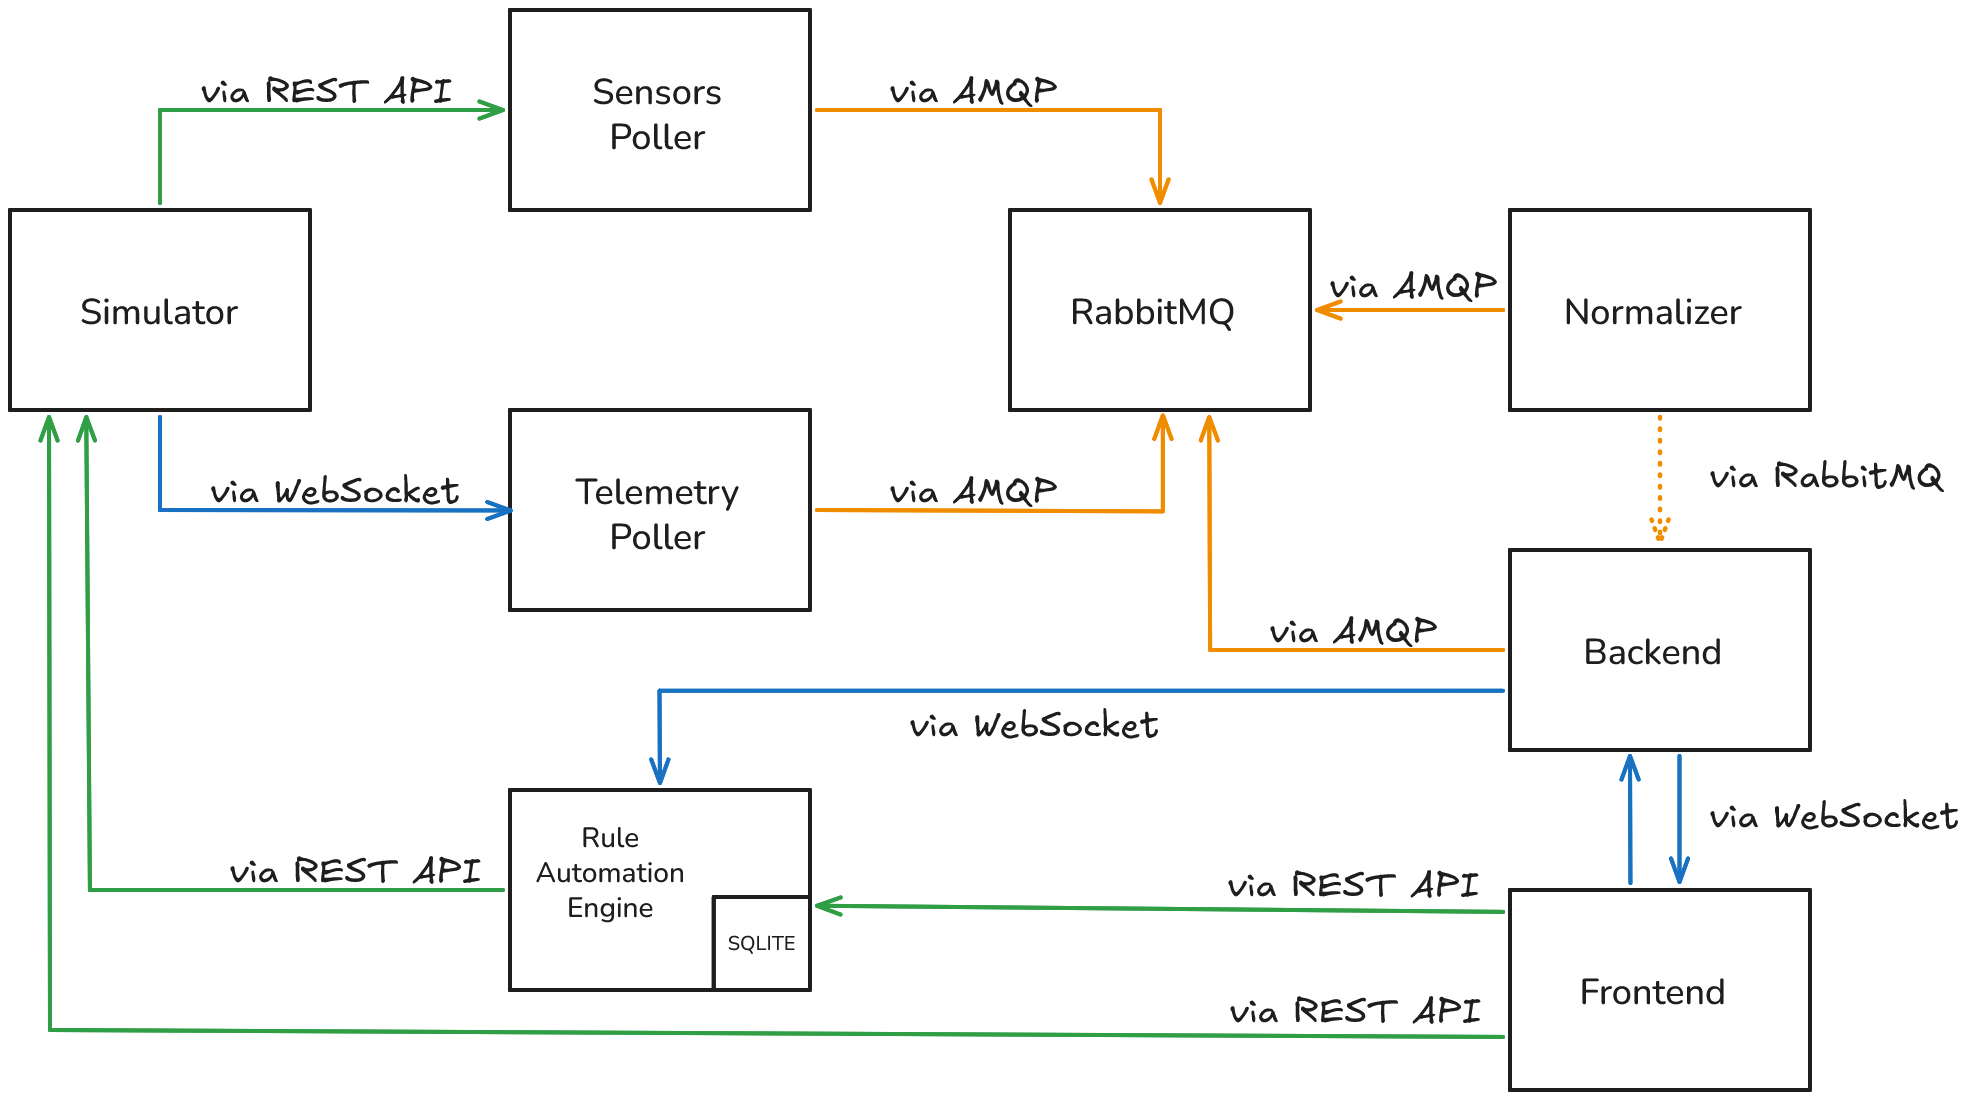 via REST API
Sensors
Poller
via AMQP
Simulator
RabbitMQ
via AMQP
Normalizer
via WebSocket
Telemetry
Poller
via AMQP
via RabbitMQ
via AMQP
Backend
via WebSocket
Rule
Automation
Engine
SQLITE
via REST API
via REST API
via WebSocket
Frontend
via REST API